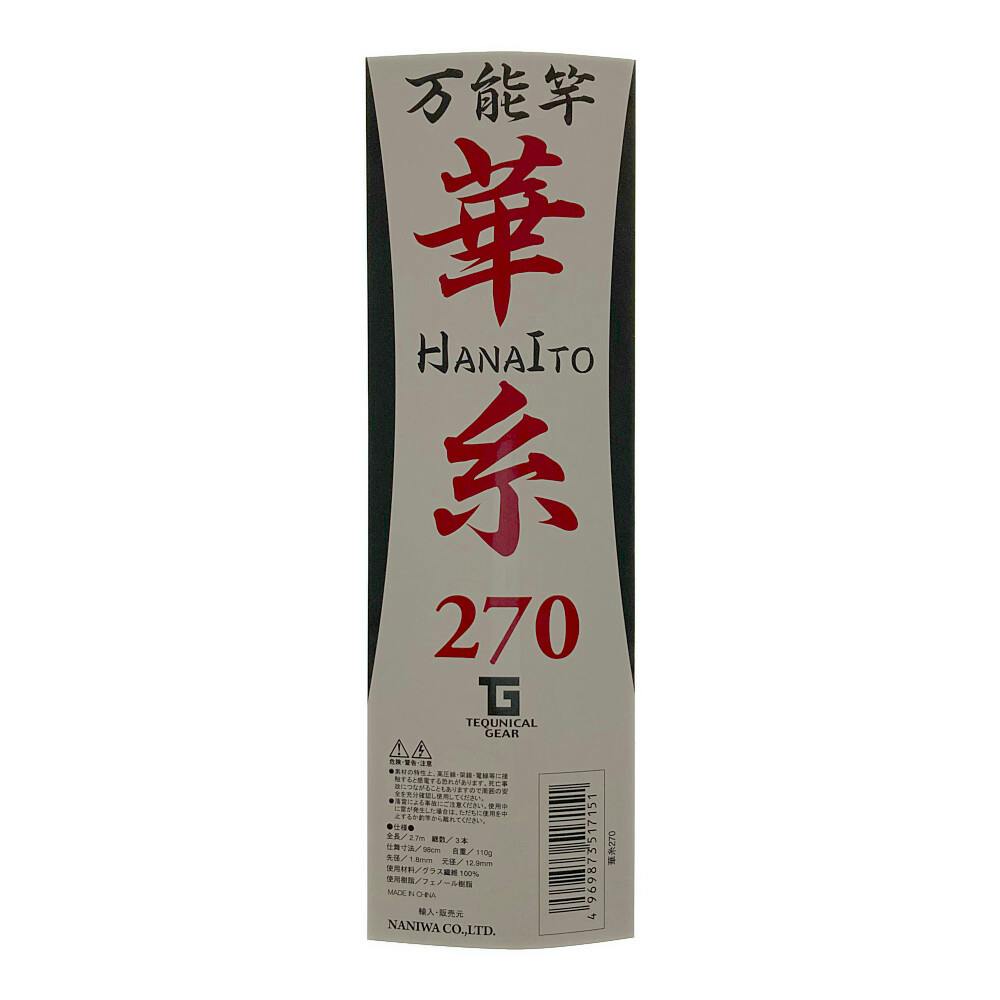 万能竿
華
HANAITO
糸
270
TG
TEQUNICAL
GEAR
危険・警告・注意
●素材の特性上、高圧線・架線・電線等に接
触すると感電する恐れがあります。死亡事
故につながることもありますので周囲の安
全を充分確認し使用してください。
●落雷による事故にご注意ください。使用中
に雷が発生した場合は、ただちに使用を中
止するか釣竿から離れてください。
●仕様●
全長／2.7m 継数／3本
仕舞寸法／98cm 自重／110g
先径／1.8mm 元径／12.9mm
使用材料／グラス繊維100%
使用樹脂／フェノール樹脂
MADE IN CHINA
輸入・販売元
NANIWA CO.,LTD.
4969873517151
華糸270